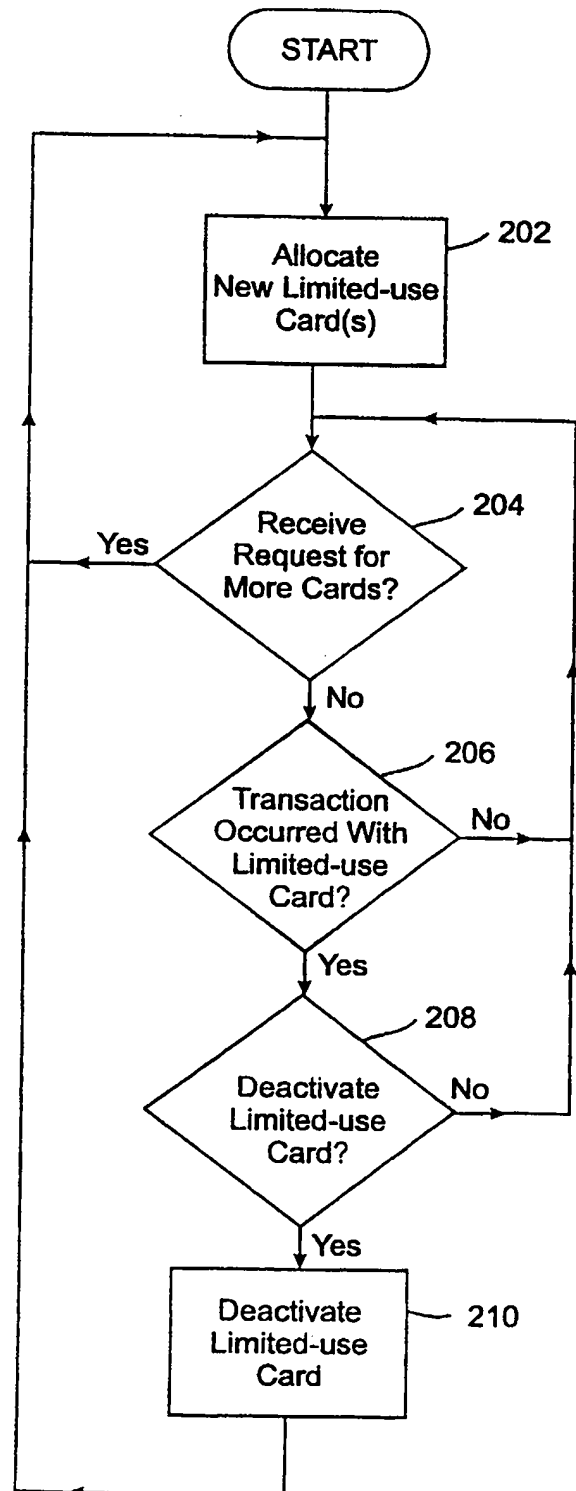 START
202
Allocate
New Limited-use
Card(s)
204
Yes
Receive
Request for
More Cards?
No
206
Transaction
Occurred With
Limited-use
Card?
No
Yes
208
Deactivate
Limited-use
Card?
No
Yes
Deactivate
Limited-use
Card
210